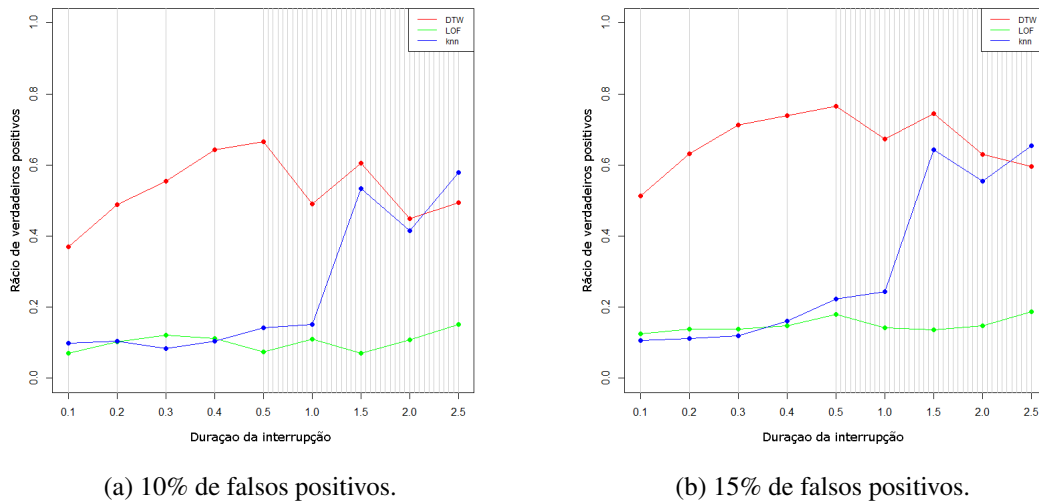 DTW
LOF
knn
Rácio de verdadeiros positivos
1.0
0.8
0.6
0.4
0.2
0.0
0.1 0.2 0.3 0.4 0.5 1.0 1.5 2.0 2.5
Duraçao da interrupção
(a) 10% de falsos positivos.
DTW
LOF
knn
Rácio de verdadeiros positivos
1.0
0.8
0.6
0.4
0.2
0.0
0.1 0.2 0.3 0.4 0.5 1.0 1.5 2.0 2.5
Duraçao da interrupção
(b) 15% de falsos positivos.